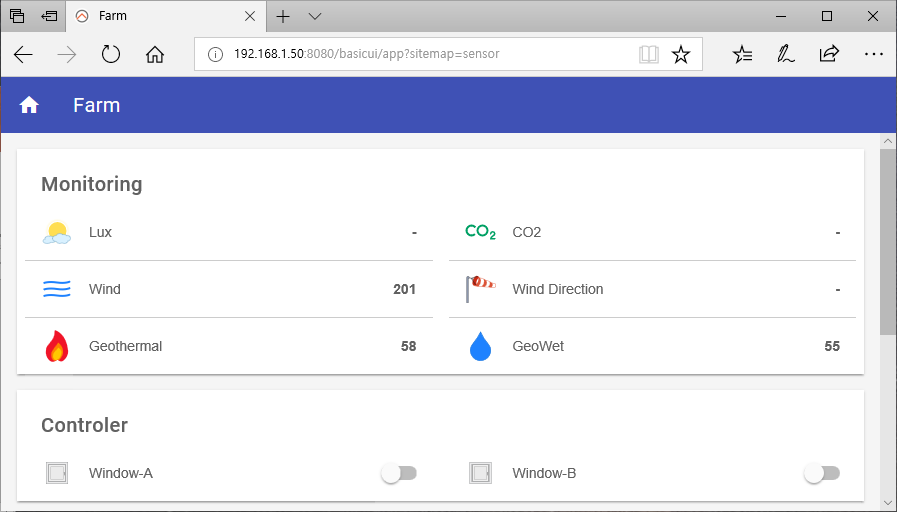 Farm
192.168.1.50:8080/basicui/app?sitemap=sensor
Farm
Monitoring
Lux - CO2 CO2 -
Wind 201 Wind Direction -
Geothermal 58 GeoWet 55
Controler
Window-A Window-B